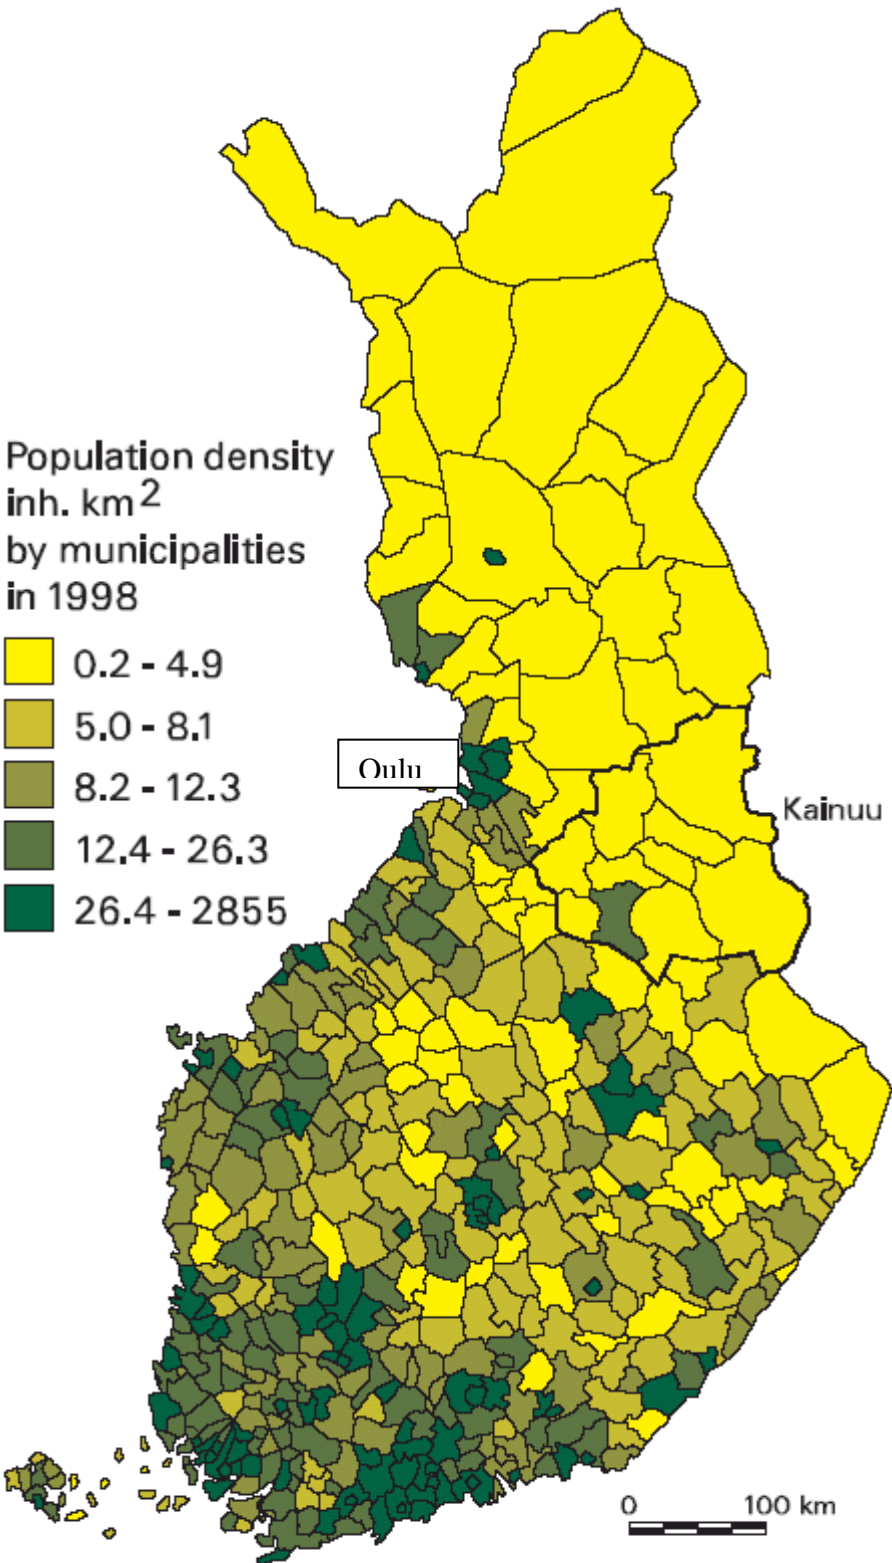 Population density
inh. km2
by municipalities
in 1998
0.2 - 4.9
5.0 - 8.1
8.2 - 12.3
12.4 - 26.3
26.4 - 2855
Oulu
Kainuu
0 100 km